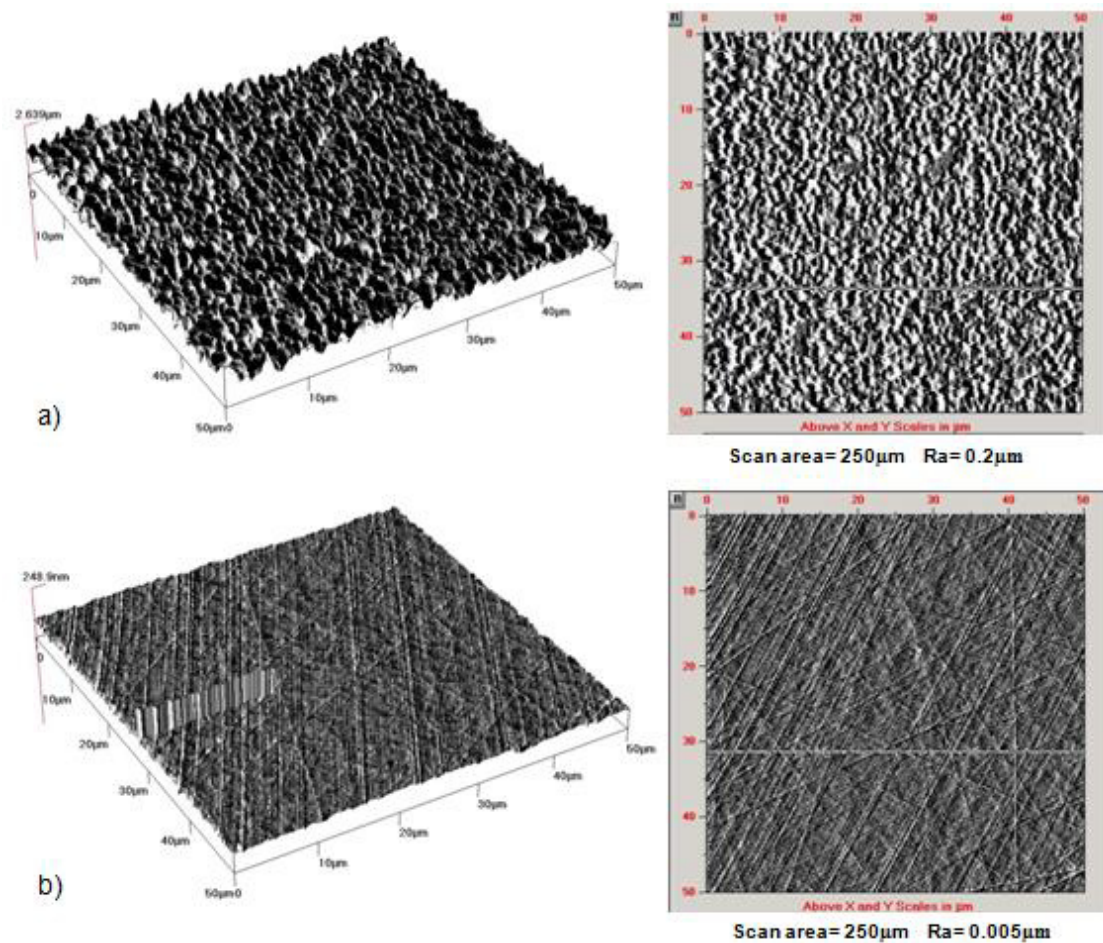 R
0 10 20 30 40 50
0
10
20
30
40
50
Above X and Y Scales in µm
2.639µm
0
10µm
20µm
30µm
40µm
50µm0
10µm
20µm
30µm
40µm
50µm
a)
Scan area= 250µm Ra= 0.2µm
R
0 10 20 30 40 50
0
10
20
30
40
50
Above X and Y Scales in µm
248.9nm
0
10µm
20µm
30µm
40µm
50µm0
10µm
20µm
30µm
40µm
50µm
b)
Scan area= 250µm Ra= 0.005µm